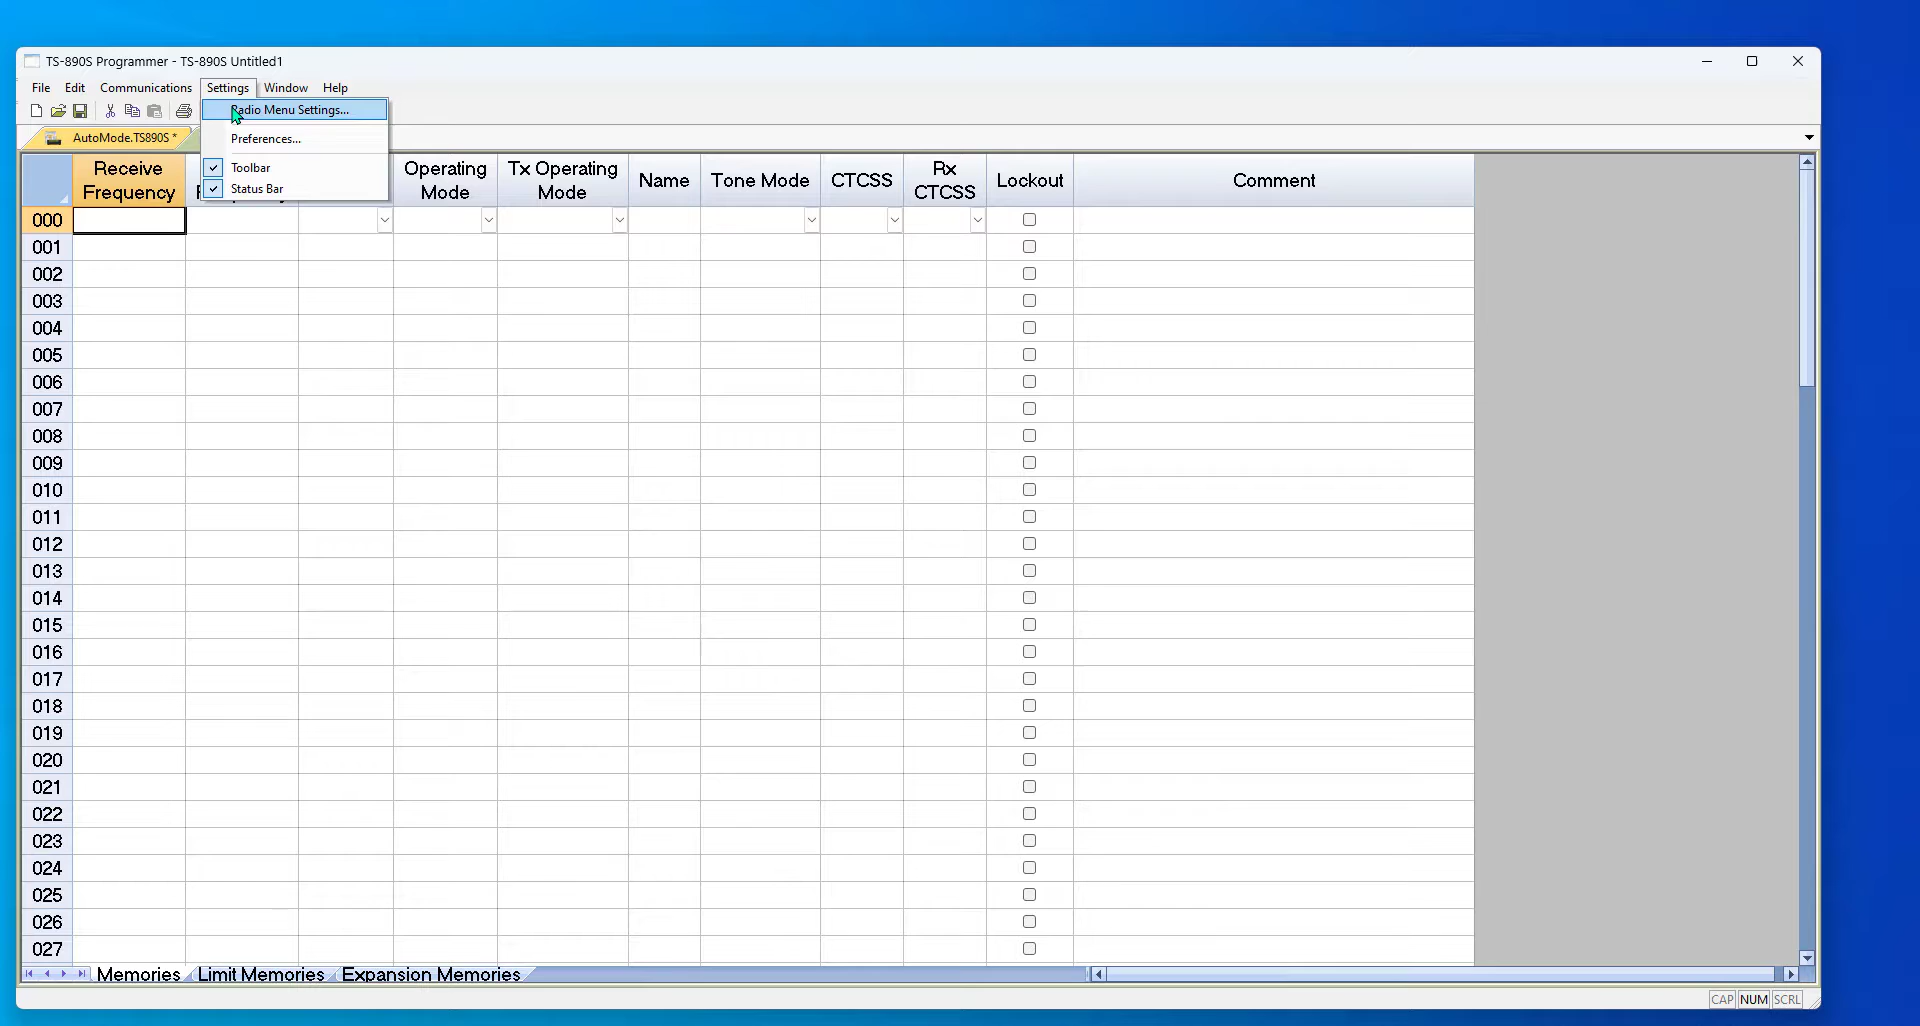 TS-890S Programmer - TS-890S Untitled1
File Edit Communications Settings Window Help
Radio Menu Settings...
Preferences...
Toolbar
Status Bar
AutoMode.TS890S *
Receive Frequency Operating Mode Tx Operating Mode Name Tone Mode CTCSS Rx CTCSS Lockout Comment
000
001
002
003
004
005
006
007
008
009
010
011
012
013
014
015
016
017
018
019
020
021
022
023
024
025
026
027
Memories Limit Memories Expansion Memories
CAP NUM SCRL